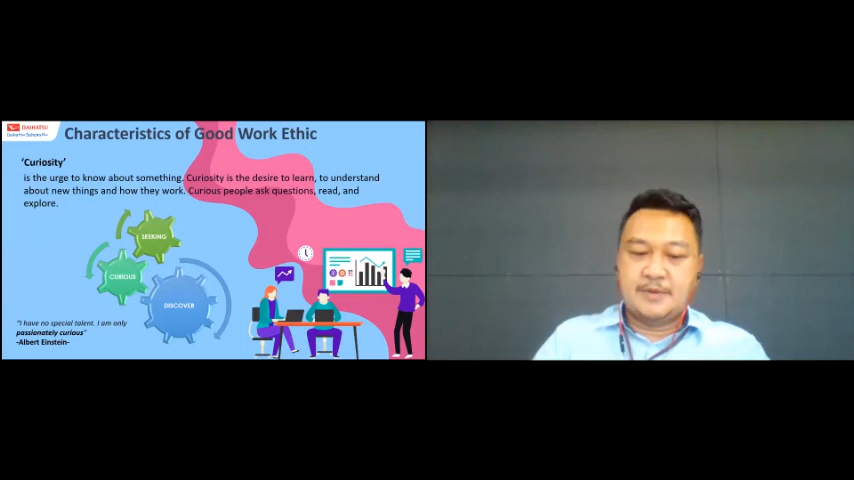 DAIHATSU
Characteristics of Good Work Ethic
‘Curiosity’
is the urge to know about something. Curiosity is the desire to learn, to understand
about new things and how they work. Curious people ask questions, read, and
explore.
SEEKING
CURIOUS
DISCOVER
"I have no special talent. I am only
passionately curious"
-Albert Einstein-